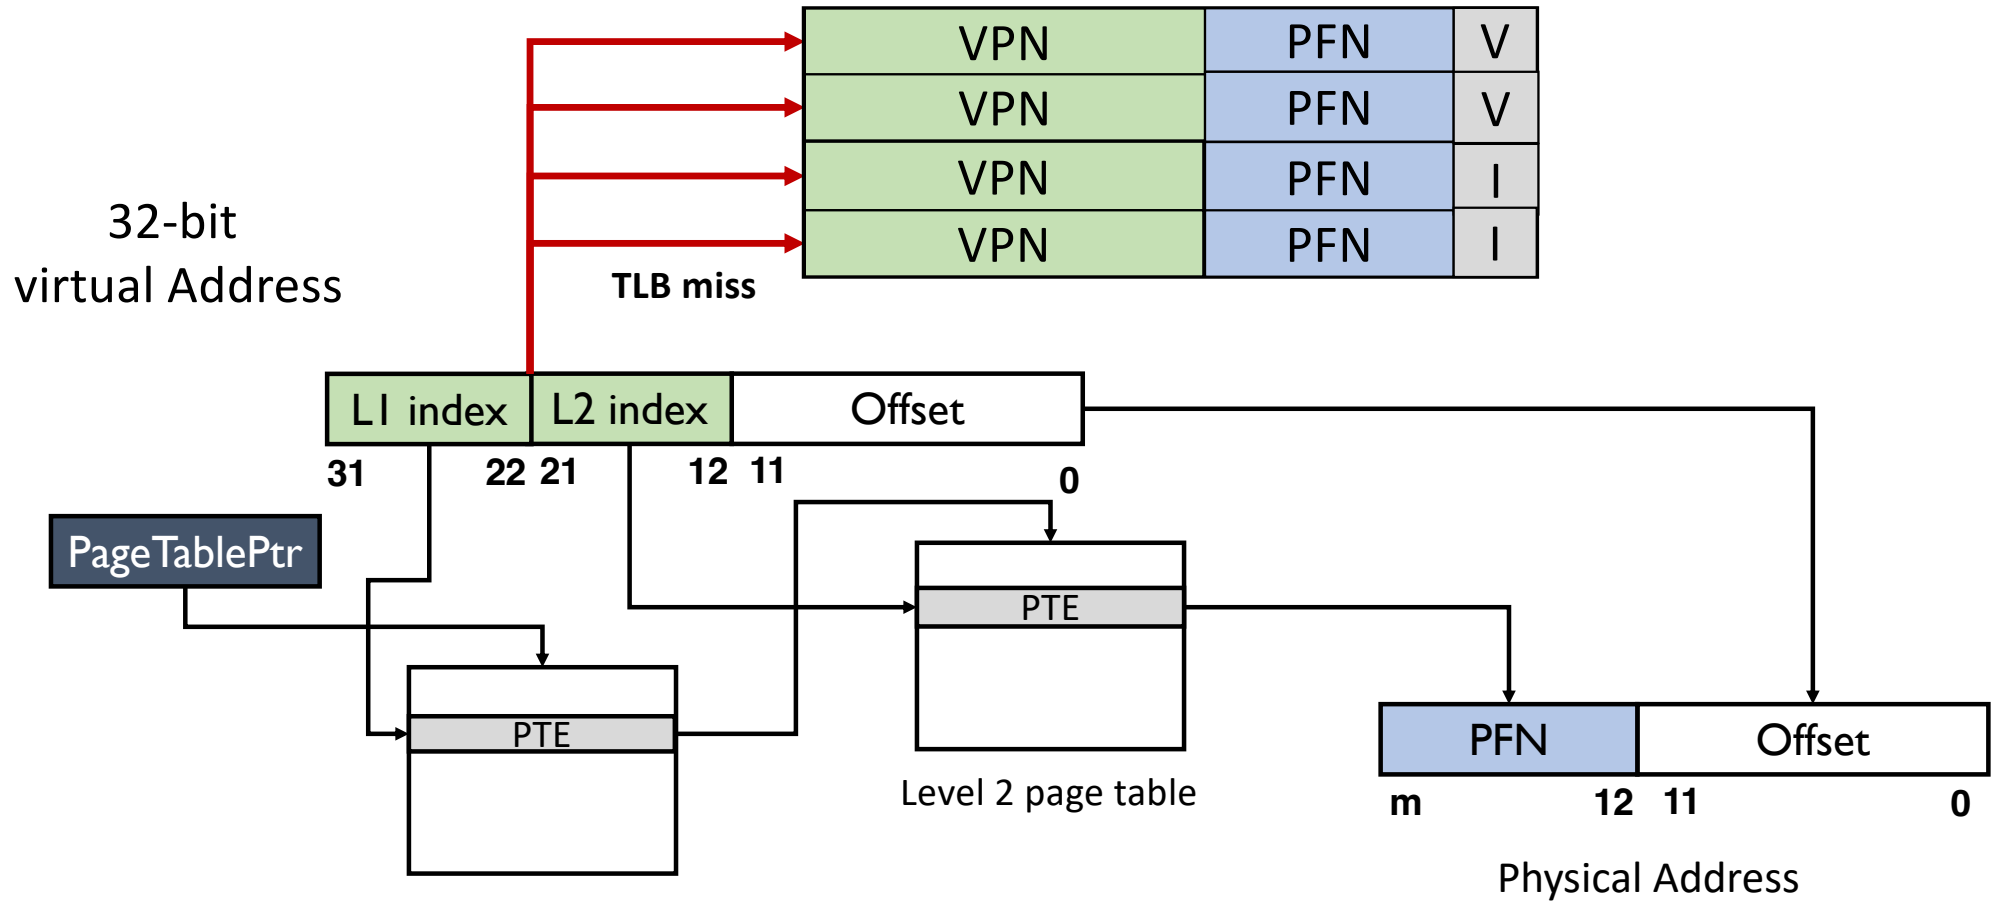 VPN PFN V
VPN PFN V
VPN PFN I
VPN PFN I
32-bit
virtual Address
TLB miss
L1 index L2 index Offset
31 22 21 12 11 0
PageTablePtr
PTE
PTE
Level 2 page table
PFN Offset
m 12 11 0
Physical Address